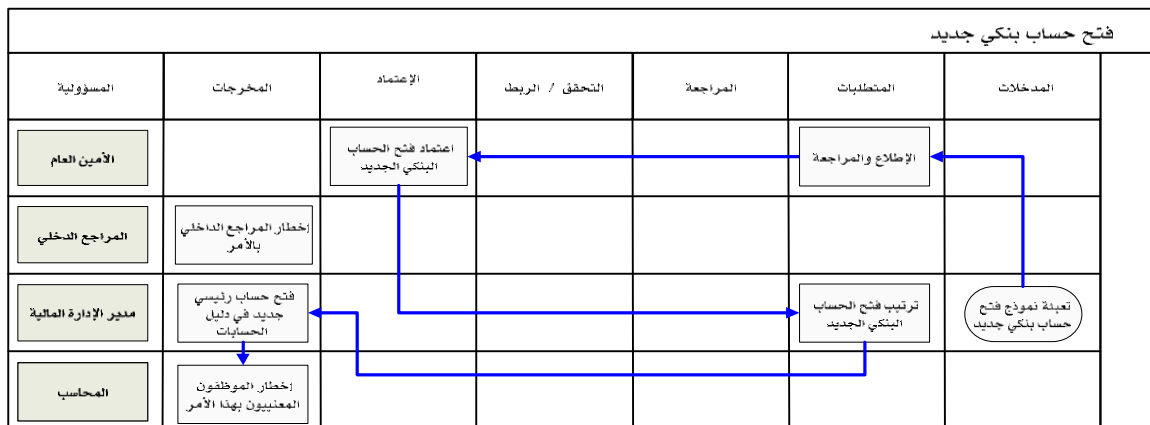 فتح حساب بنكي جديد
المدخلات
المتطلبات
المراجعة
التحقق / الربط
الإعتماد
المخرجات
المسؤولية
الإطلاع والمراجعة
اعتماد فتح الحساب
البنكي الجديد
الأمين العام
إخطار المراجع الداخلي
بالأمر
المراجع الدخلي
تعبئة نموذج فتح
حساب بنكي جديد
ترتيب فتح الحساب
البنكي الجديد
فتح حساب رئيسي
جديد في دليل
الحسابات
مدير الإدارة المالية
إخطار الموظفون
المعنييون بهذا الأمر
المحاسب